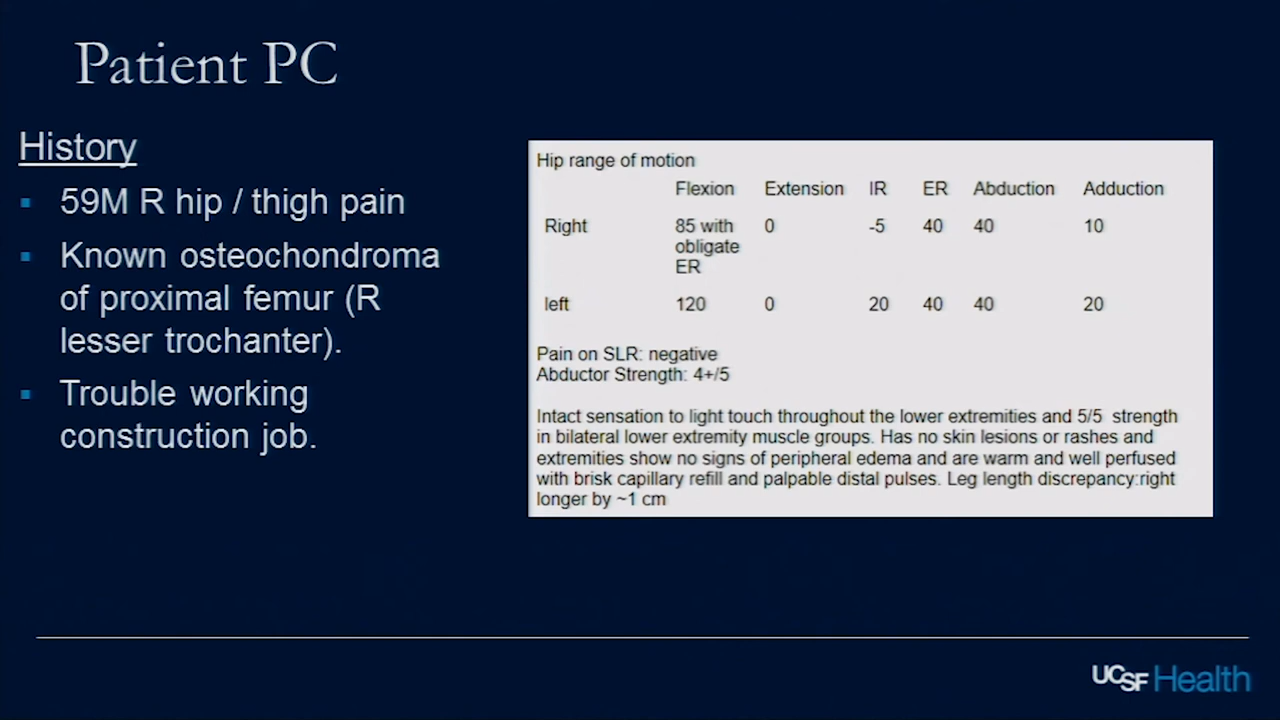 Patient PC
History
59M R hip / thigh pain
Known osteochondroma
of proximal femur (R
lesser trochanter).
Trouble working
construction job.
Hip range of motion
Flexion Extension IR ER Abduction Adduction
Right 85 with 0 -5 40 40 10
obligate
ER
left 120 0 20 40 40 20
Pain on SLR: negative
Abductor Strength: 4+/5
Intact sensation to light touch throughout the lower extremities and 5/5 strength
in bilateral lower extremity muscle groups. Has no skin lesions or rashes and
extremities show no signs of peripheral edema and are warm and well perfused
with brisk capillary refill and palpable distal pulses. Leg length discrepancy:right
longer by ~1 cm
UCSF Health